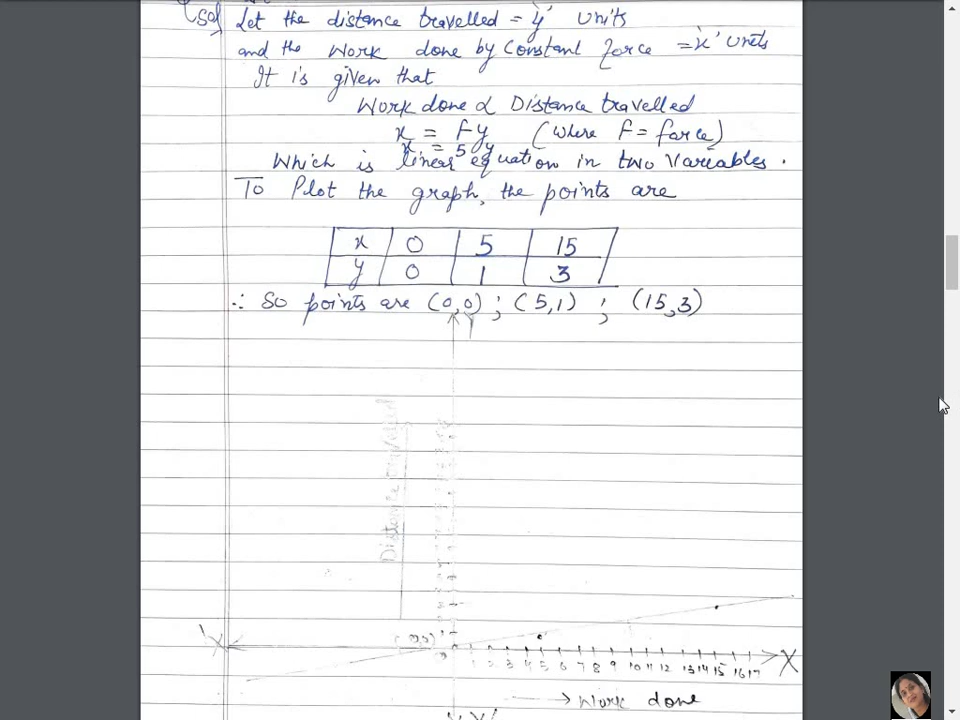 Sol Let the distance travelled = 'y' units
and the work done by constant force = 'x' units
It is given that
Work done ∝ Distance travelled
x = Fy (where F = force)
x = 5y
Which is linear equation in two variables.
To Plot the graph, the points are
x 0 5 15
y 0 1 3
∴ So points are (0,0) ; (5,1) ; (15,3)
Y
Distance
X' X
(0,0)
1 2 3 4 5 6 7 8 9 10 11 12 13 14 15 16 17
→ Work done
Y'